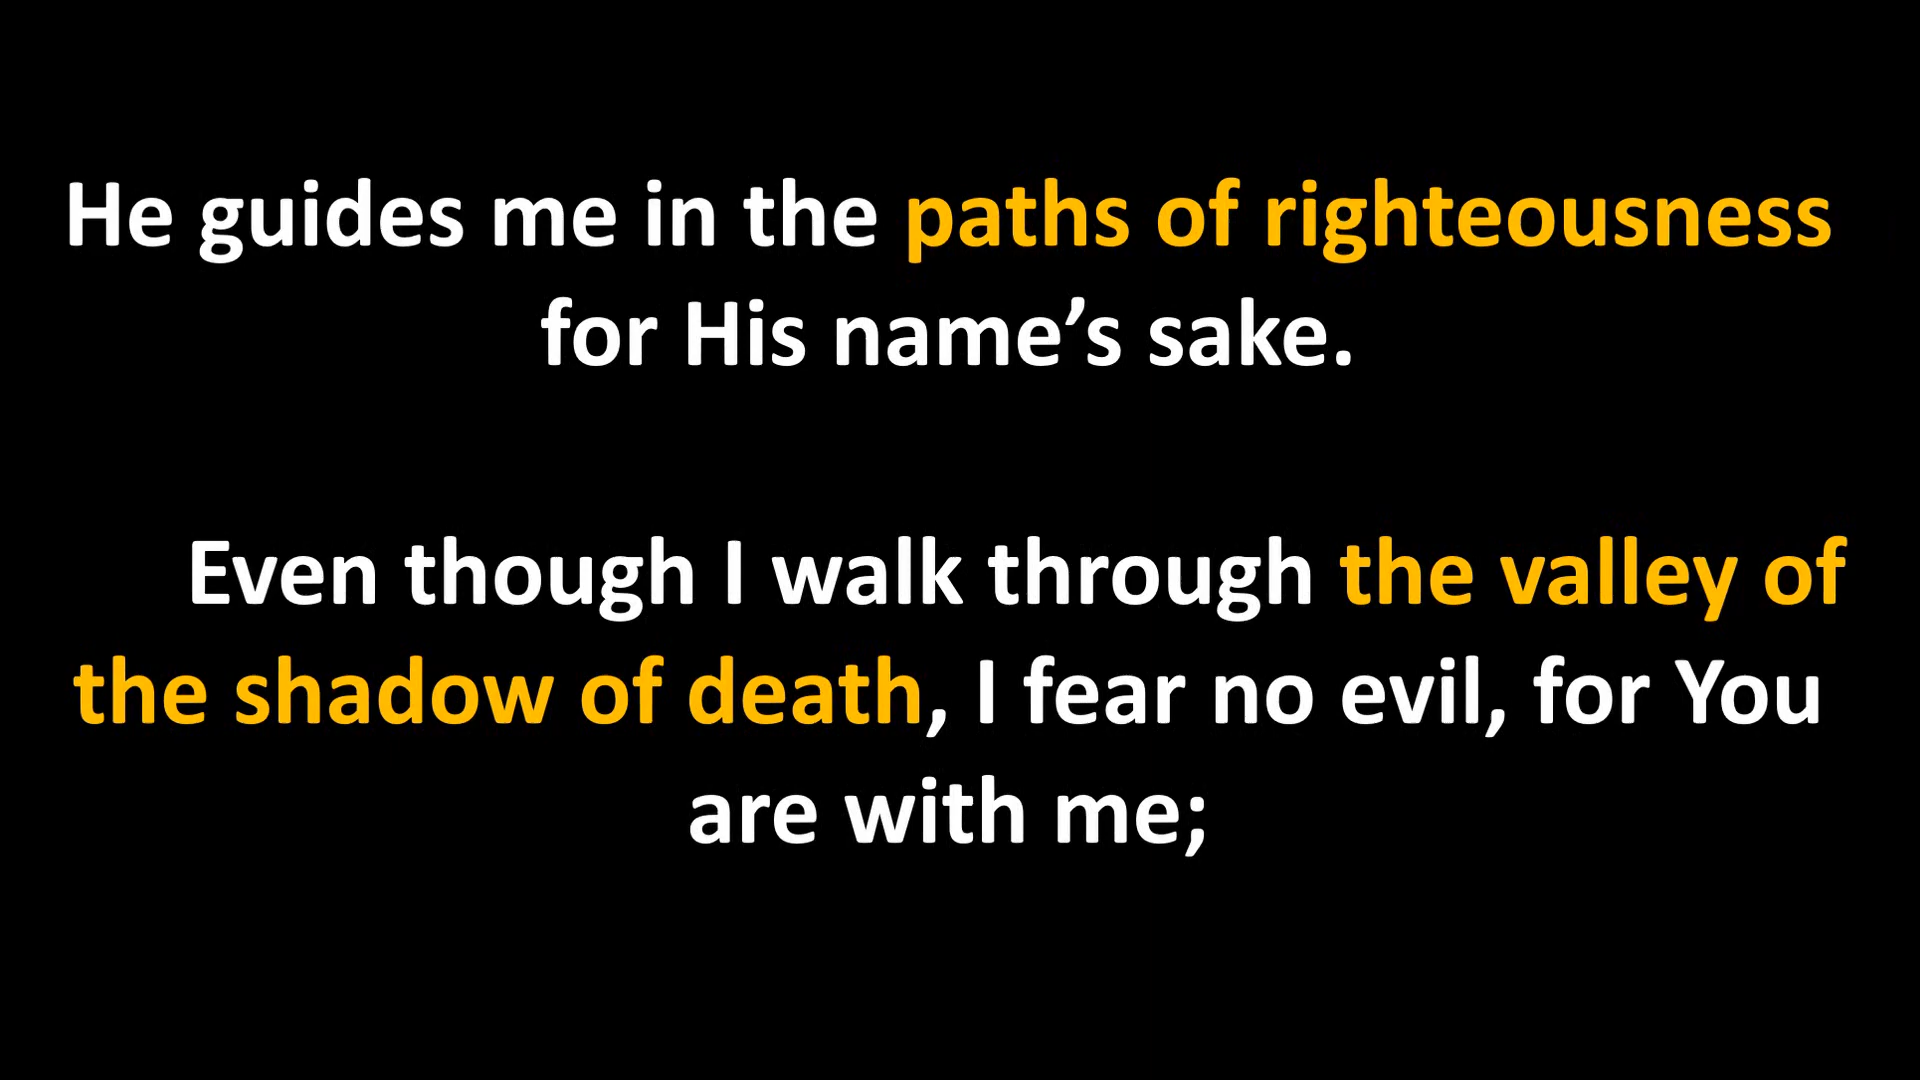 He guides me in the paths of righteousness
for His name’s sake.
Even though I walk through the valley of
the shadow of death, I fear no evil, for You
are with me;